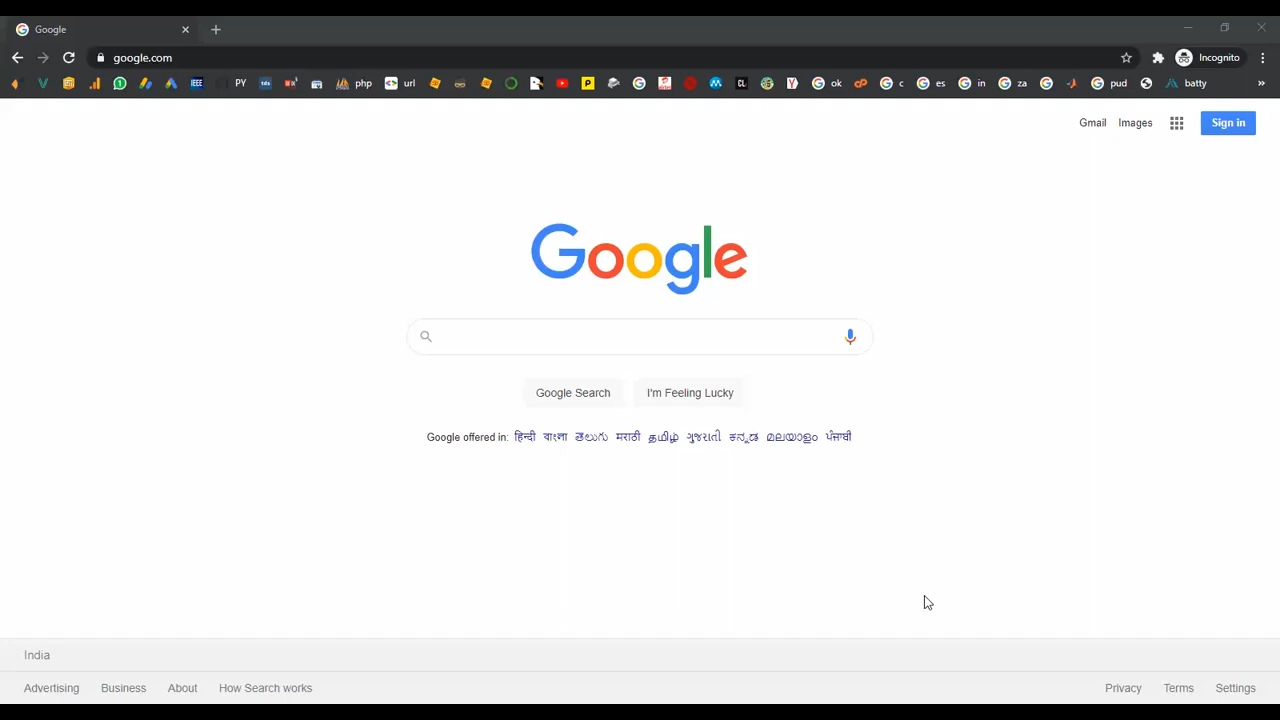 Google
google.com
Incognito
PY php url ok c es in za pud batty
Gmail Images Sign in
Google
Google Search I'm Feeling Lucky
Google offered in: हिन्दी বাংলা తెలుగు मराठी தமிழ் ગુજરાતી ಕನ್ನಡ മലയാളം ਪੰਜਾਬੀ
India
Advertising Business About How Search works Privacy Terms Settings